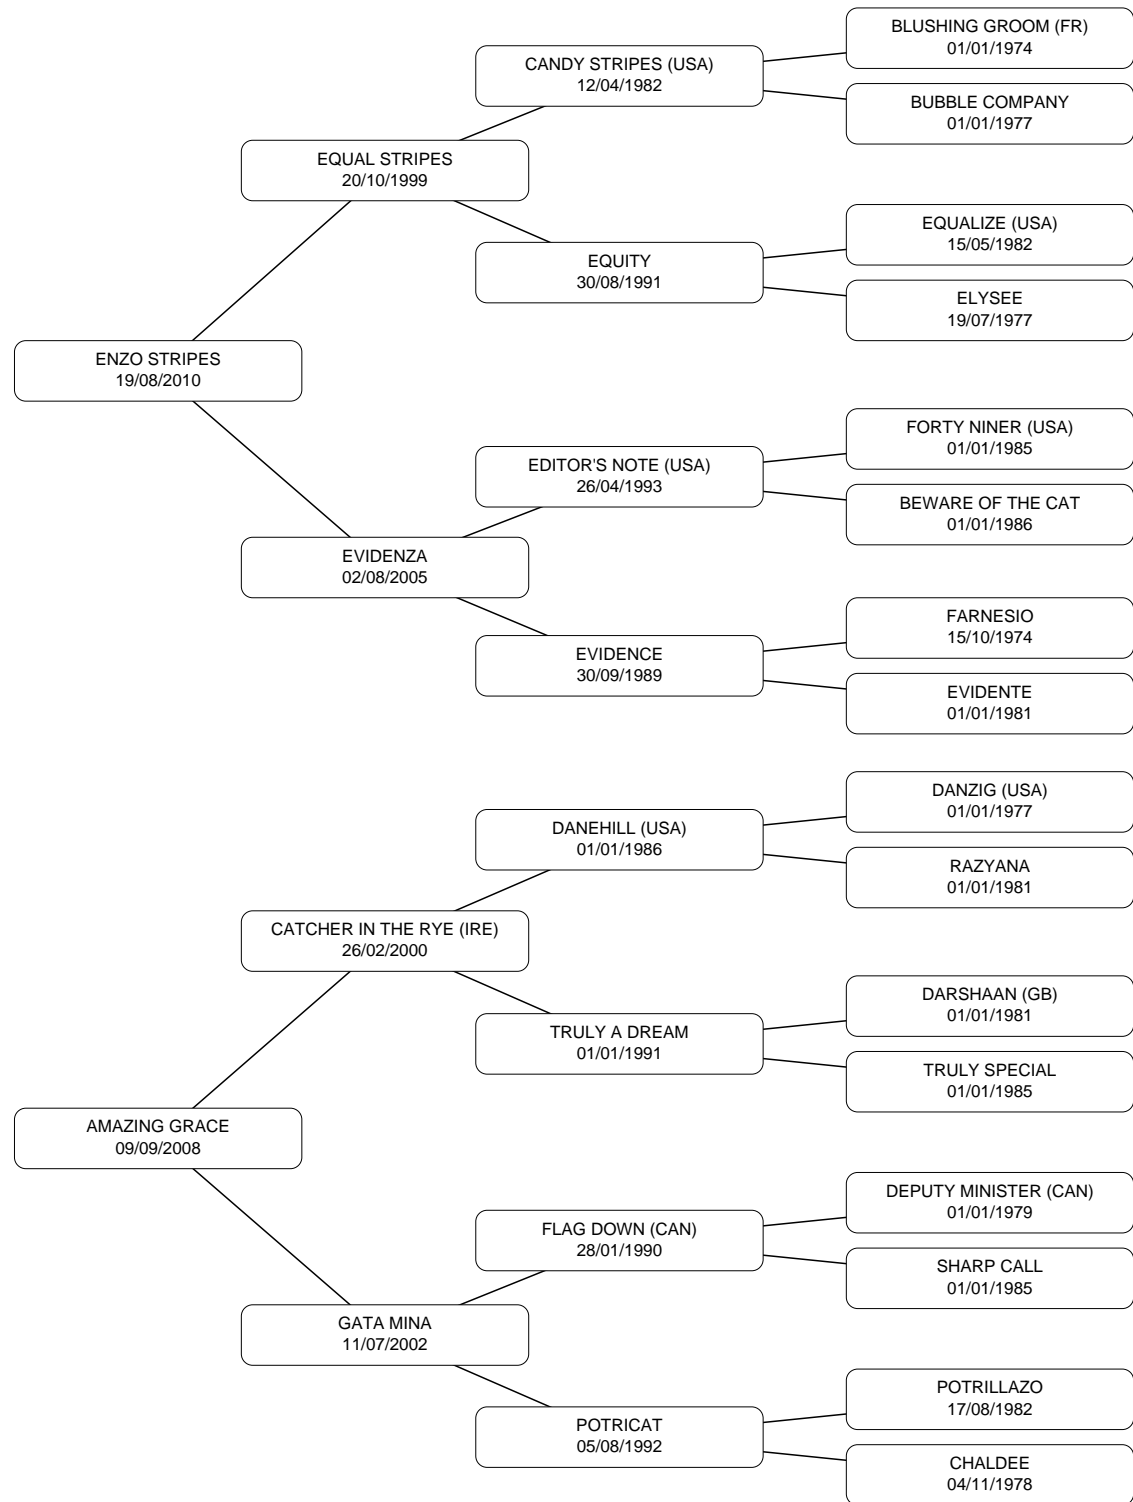 BLUSHING GROOM (FR)
01/01/1974
CANDY STRIPES (USA)
12/04/1982
BUBBLE COMPANY
01/01/1977
EQUAL STRIPES
20/10/1999
EQUALIZE (USA)
15/05/1982
EQUITY
30/08/1991
ELYSEE
19/07/1977
ENZO STRIPES
19/08/2010
FORTY NINER (USA)
01/01/1985
EDITOR'S NOTE (USA)
26/04/1993
BEWARE OF THE CAT
01/01/1986
EVIDENZA
02/08/2005
FARNESIO
15/10/1974
EVIDENCE
30/09/1989
EVIDENTE
01/01/1981
DANZIG (USA)
01/01/1977
DANEHILL (USA)
01/01/1986
RAZYANA
01/01/1981
CATCHER IN THE RYE (IRE)
26/02/2000
DARSHAAN (GB)
01/01/1981
TRULY A DREAM
01/01/1991
TRULY SPECIAL
01/01/1985
AMAZING GRACE
09/09/2008
DEPUTY MINISTER (CAN)
01/01/1979
FLAG DOWN (CAN)
28/01/1990
SHARP CALL
01/01/1985
GATA MINA
11/07/2002
POTRILLAZO
17/08/1982
POTRICAT
05/08/1992
CHALDEE
04/11/1978